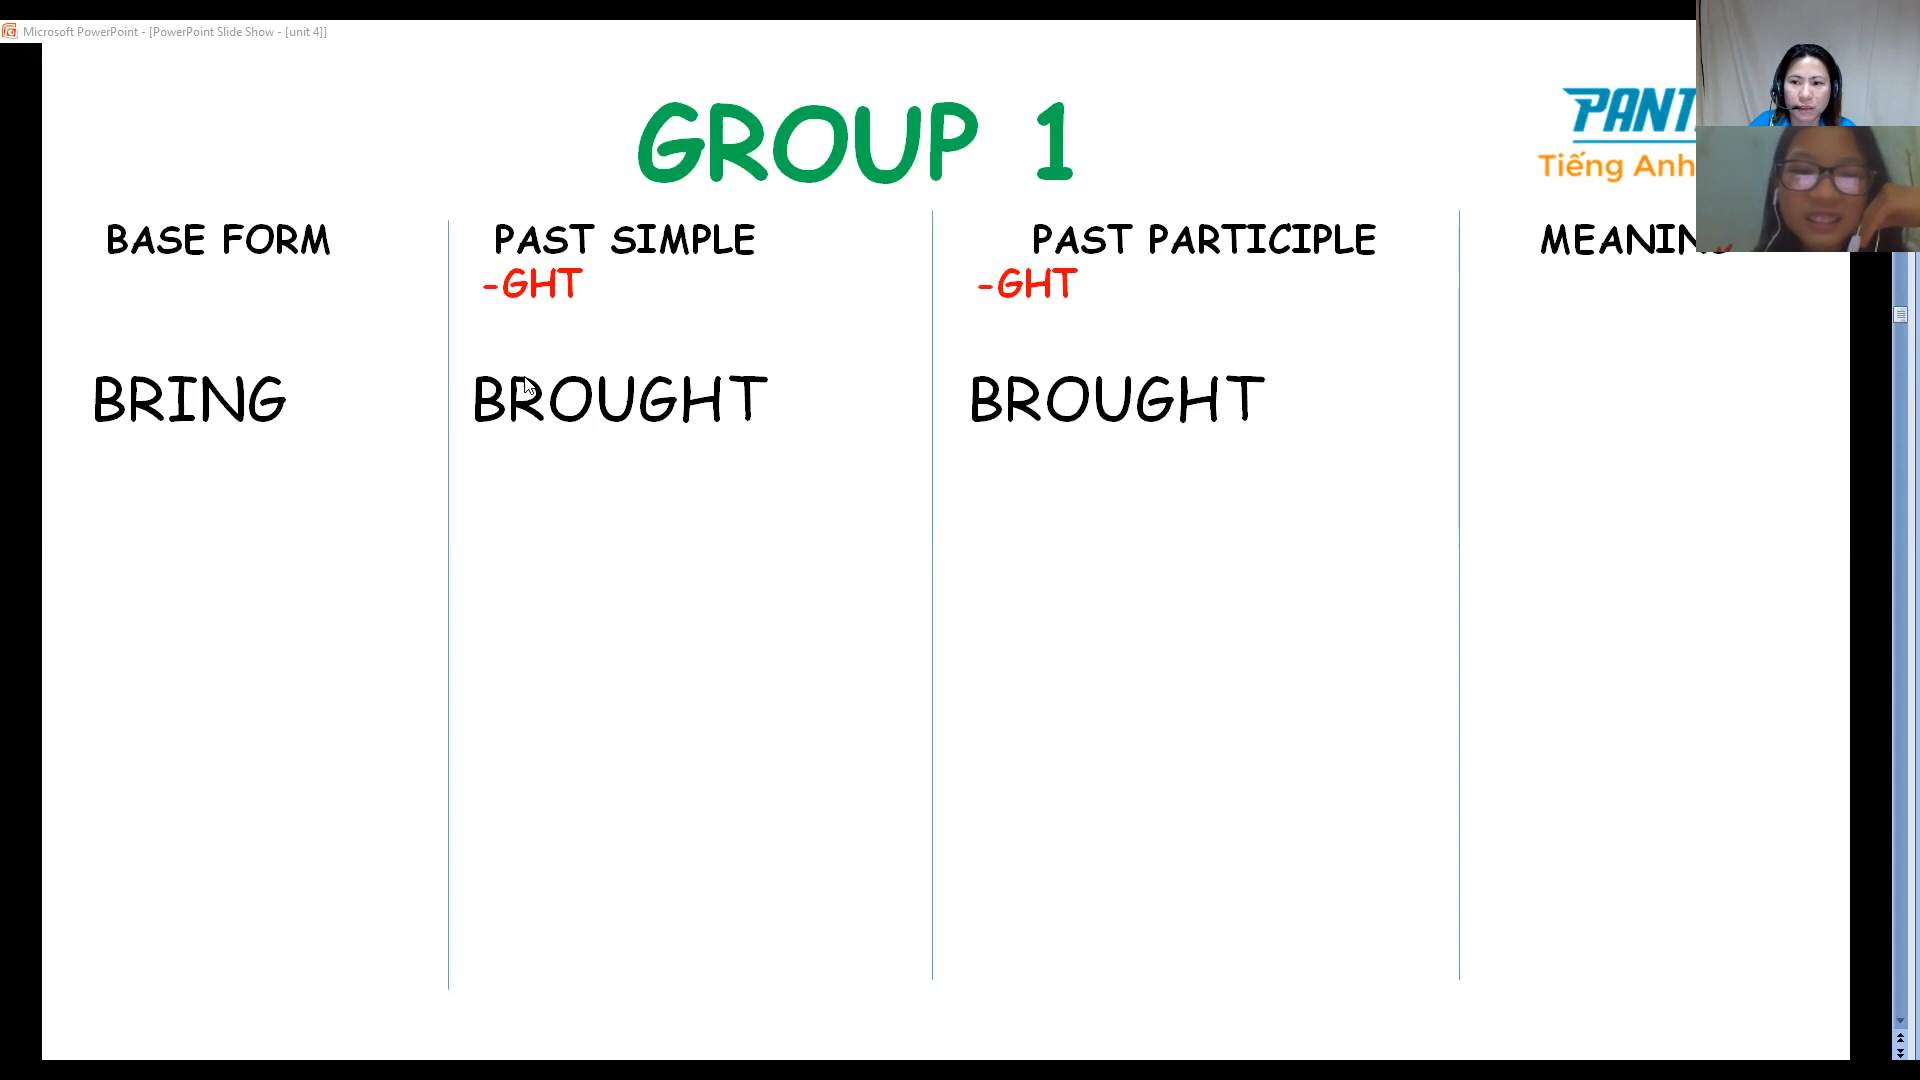 Microsoft PowerPoint - [PowerPoint Slide Show - [unit 4]]
GROUP 1
Tiếng Anh
BASE FORM
PAST SIMPLE
PAST PARTICIPLE
-GHT
-GHT
BRING
BROUGHT
BROUGHT